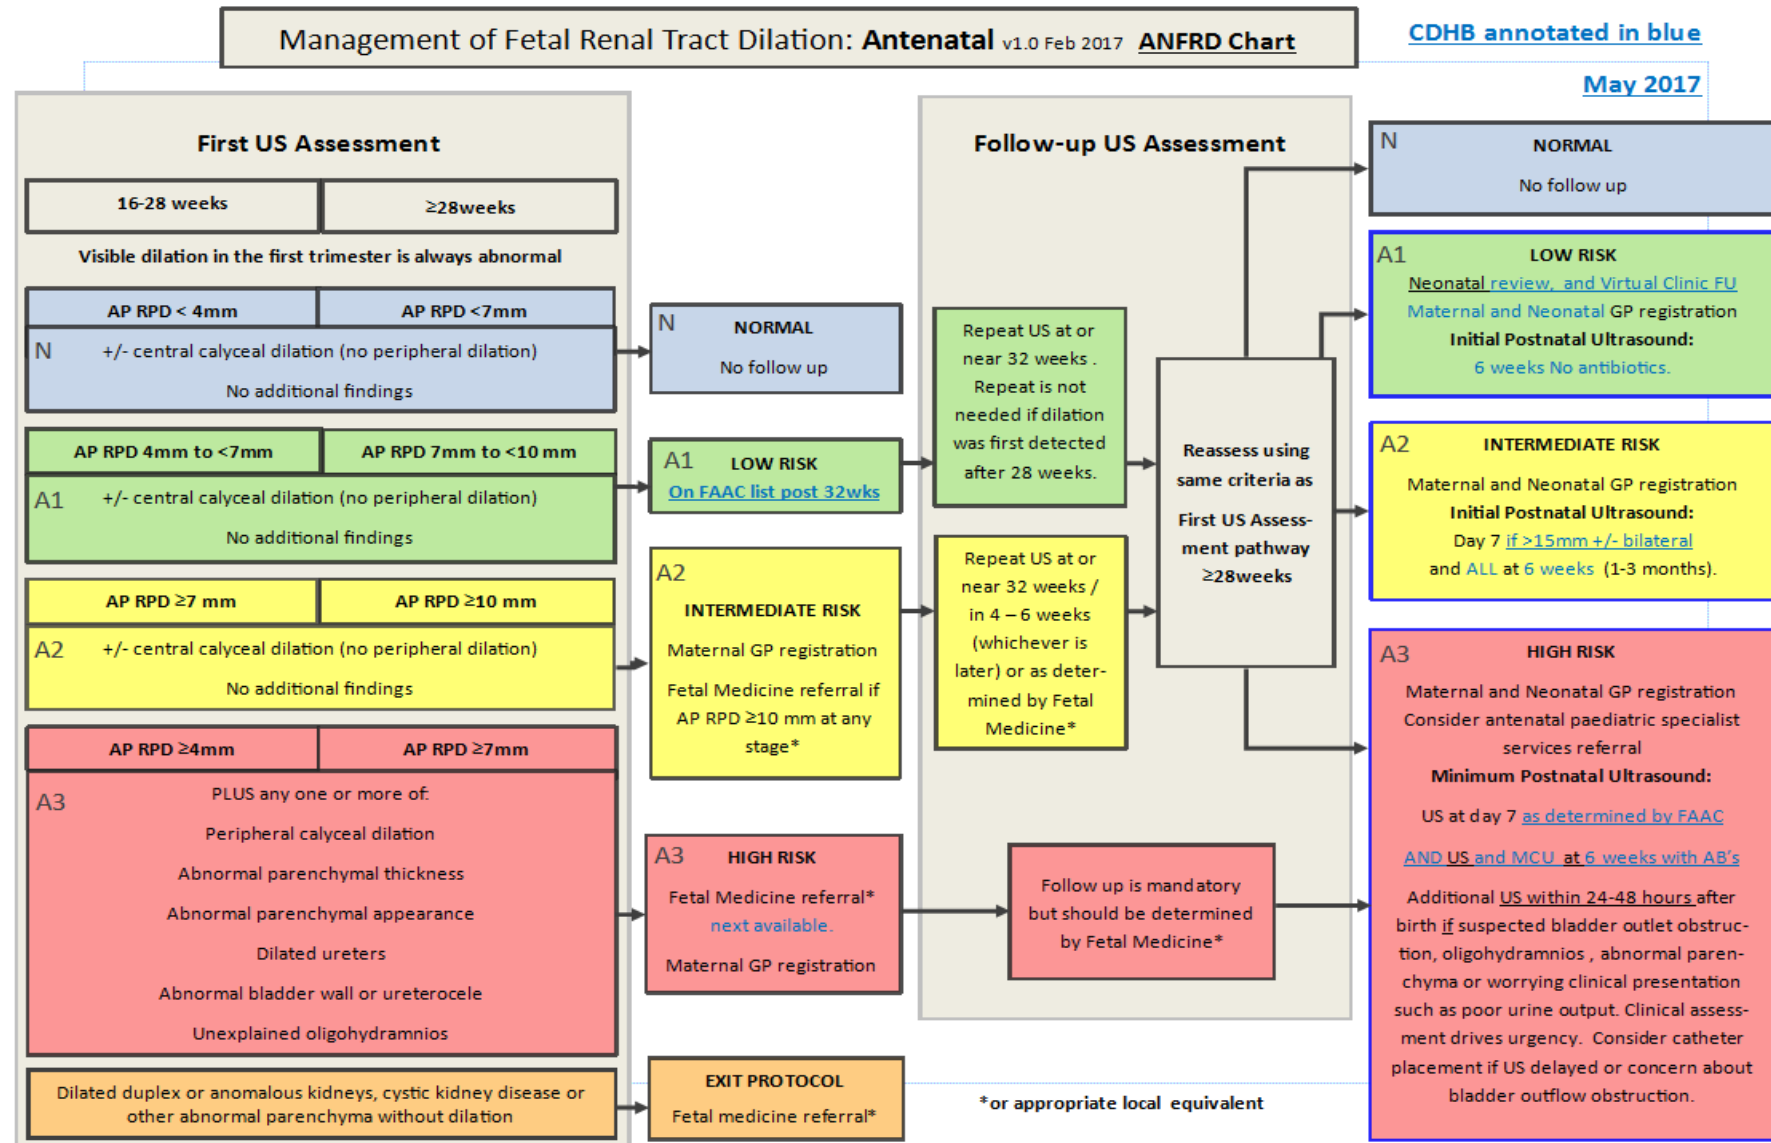 Management of Fetal Renal Tract Dilation: Antenatal v1.0 Feb 2017 ANFRD Chart
CDHB annotated in blue
May 2017
First US Assessment
16-28 weeks
≥28weeks
Visible dilation in the first trimester is always abnormal
AP RPD < 4mm
AP RPD <7mm
N
+/- central calyceal dilation (no peripheral dilation)
No additional findings
AP RPD 4mm to <7mm
AP RPD 7mm to <10 mm
A1
+/- central calyceal dilation (no peripheral dilation)
No additional findings
AP RPD ≥7 mm
AP RPD ≥10 mm
A2
+/- central calyceal dilation (no peripheral dilation)
No additional findings
AP RPD ≥4mm
AP RPD ≥7mm
A3
PLUS any one or more of:
Peripheral calyceal dilation
Abnormal parenchymal thickness
Abnormal parenchymal appearance
Dilated ureters
Abnormal bladder wall or ureterocele
Unexplained oligohydramnios
Dilated duplex or anomalous kidneys, cystic kidney disease or
other abnormal parenchyma without dilation
N
NORMAL
No follow up
A1
LOW RISK
On FAAC list post 32wks
A2
INTERMEDIATE RISK
Maternal GP registration
Fetal Medicine referral if
AP RPD ≥10 mm at any
stage*
A3
HIGH RISK
Fetal Medicine referral*
next available.
Maternal GP registration
EXIT PROTOCOL
Fetal medicine referral*
Follow-up US Assessment
Repeat US at or
near 32 weeks .
Repeat is not
needed if dilation
was first detected
after 28 weeks.
Repeat US at or
near 32 weeks /
in 4 – 6 weeks
(whichever is
later) or as deter-
mined by Fetal
Medicine*
Reassess using
same criteria as
First US Assess-
ment pathway
≥28weeks
Follow up is mandatory
but should be determined
by Fetal Medicine*
*or appropriate local equivalent
N
NORMAL
No follow up
A1
LOW RISK
Neonatal review, and Virtual Clinic FU
Maternal and Neonatal GP registration
Initial Postnatal Ultrasound:
6 weeks No antibiotics.
A2
INTERMEDIATE RISK
Maternal and Neonatal GP registration
Initial Postnatal Ultrasound:
Day 7 if >15mm +/- bilateral
and ALL at 6 weeks (1-3 months).
A3
HIGH RISK
Maternal and Neonatal GP registration
Consider antenatal paediatric specialist
services referral
Minimum Postnatal Ultrasound:
US at day 7 as determined by FAAC
AND US and MCU at 6 weeks with AB's
Additional US within 24-48 hours after
birth if suspected bladder outlet obstruc-
tion, oligohydramnios , abnormal paren-
chyma or worrying clinical presentation
such as poor urine output. Clinical assess-
ment drives urgency. Consider catheter
placement if US delayed or concern about
bladder outflow obstruction.